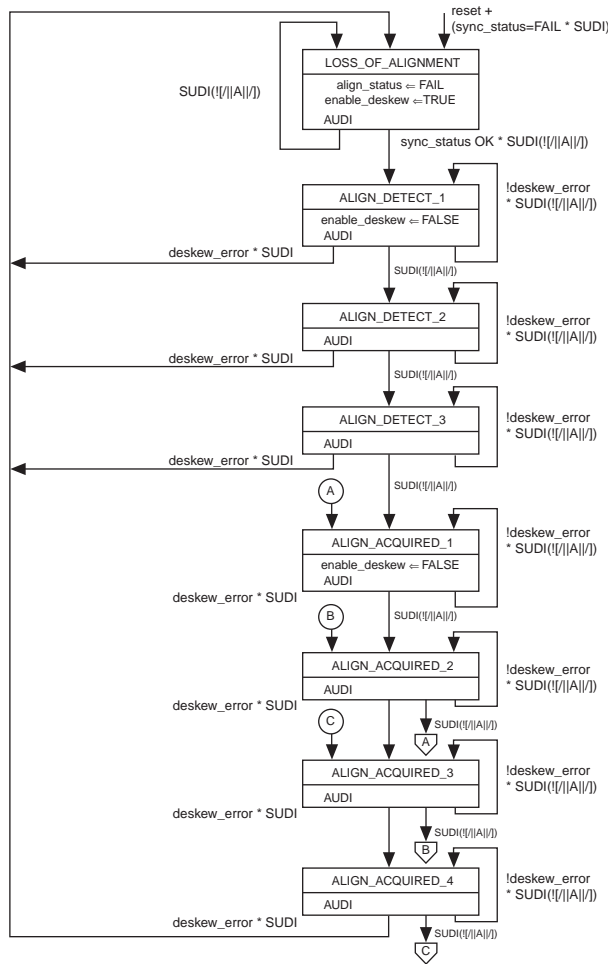 reset +
(sync_status=FAIL * SUDI)
LOSS_OF_ALIGNMENT
SUDI(![/||A||/])
align_status ⇐ FAIL
enable_deskew ⇐TRUE
AUDI
sync_status OK * SUDI(![/||A||/])
ALIGN_DETECT_1
!deskew_error
* SUDI(![/||A||/])
enable_deskew ⇐ FALSE
AUDI
deskew_error * SUDI
SUDI(![/||A||/])
ALIGN_DETECT_2
!deskew_error
* SUDI(![/||A||/])
AUDI
deskew_error * SUDI
SUDI(![/||A||/])
ALIGN_DETECT_3
!deskew_error
* SUDI(![/||A||/])
AUDI
deskew_error * SUDI
SUDI(![/||A||/])
A
ALIGN_ACQUIRED_1
!deskew_error
* SUDI(![/||A||/])
enable_deskew ⇐ FALSE
AUDI
deskew_error * SUDI
SUDI(![/||A||/])
B
ALIGN_ACQUIRED_2
!deskew_error
* SUDI(![/||A||/])
AUDI
deskew_error * SUDI
SUDI(![/||A||/])
A
C
ALIGN_ACQUIRED_3
!deskew_error
* SUDI(![/||A||/])
AUDI
deskew_error * SUDI
SUDI(![/||A||/])
B
ALIGN_ACQUIRED_4
!deskew_error
* SUDI(![/||A||/])
AUDI
deskew_error * SUDI
SUDI(![/||A||/])
C